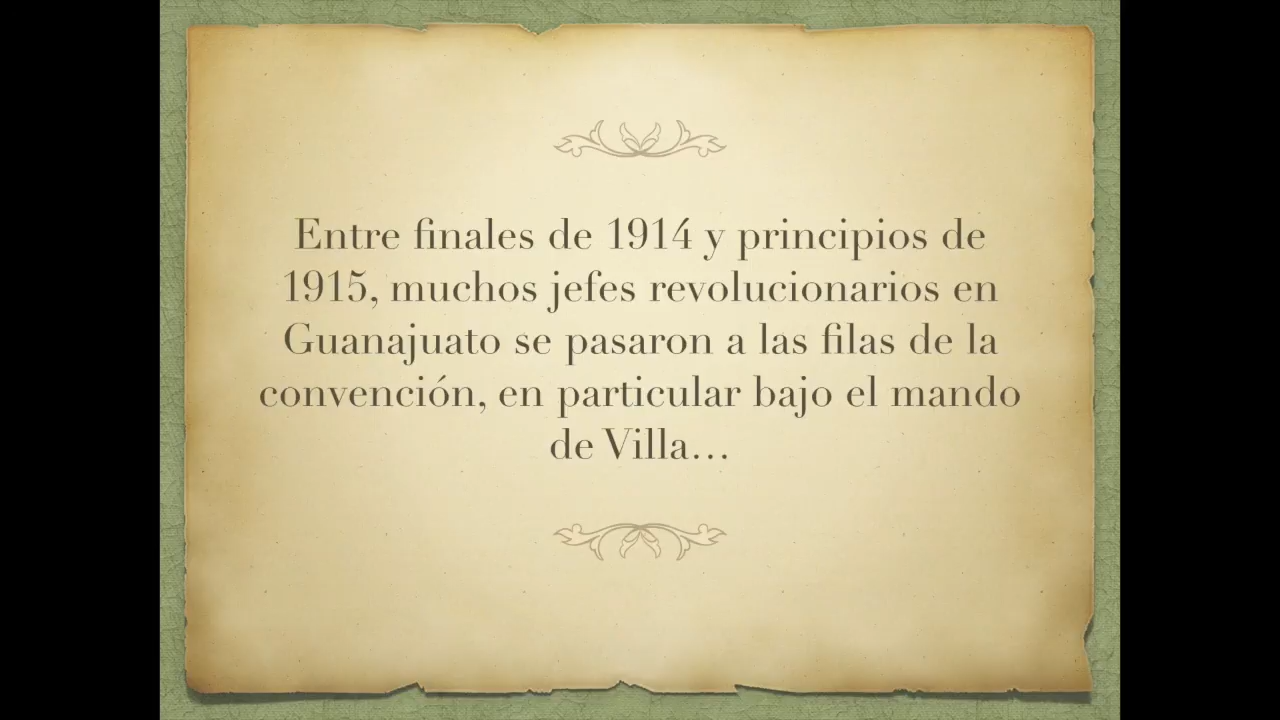 Entre finales de 1914 y principios de
1915, muchos jefes revolucionarios en
Guanajuato se pasaron a las filas de la
convención, en particular bajo el mando
de Villa…